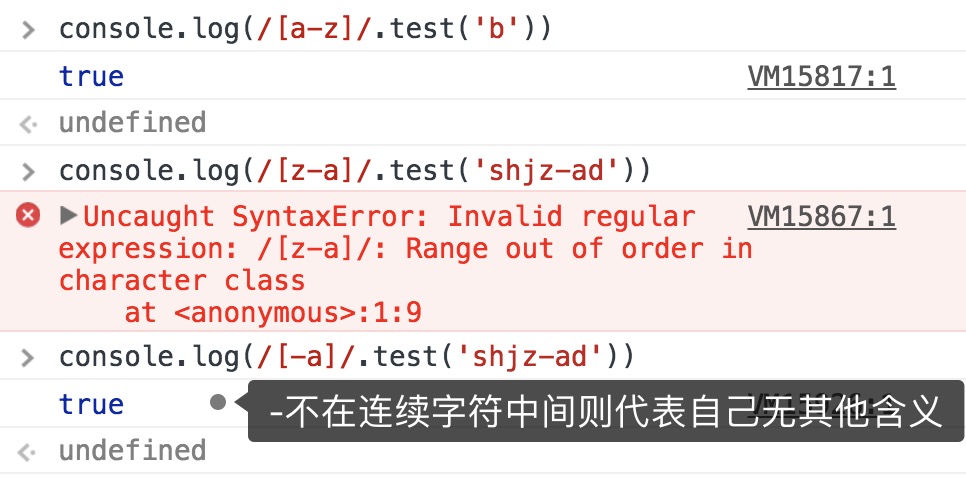 console.log(/[a-z]/.test('b'))
true VM15817:1
undefined
console.log(/[z-a]/.test('shjz-ad'))
Uncaught SyntaxError: Invalid regular VM15867:1
expression: /[z-a]/: Range out of order in
character class
at <anonymous>:1:9
console.log(/[-a]/.test('shjz-ad'))
true
-不在连续字符中间则代表自己无其他含义
undefined